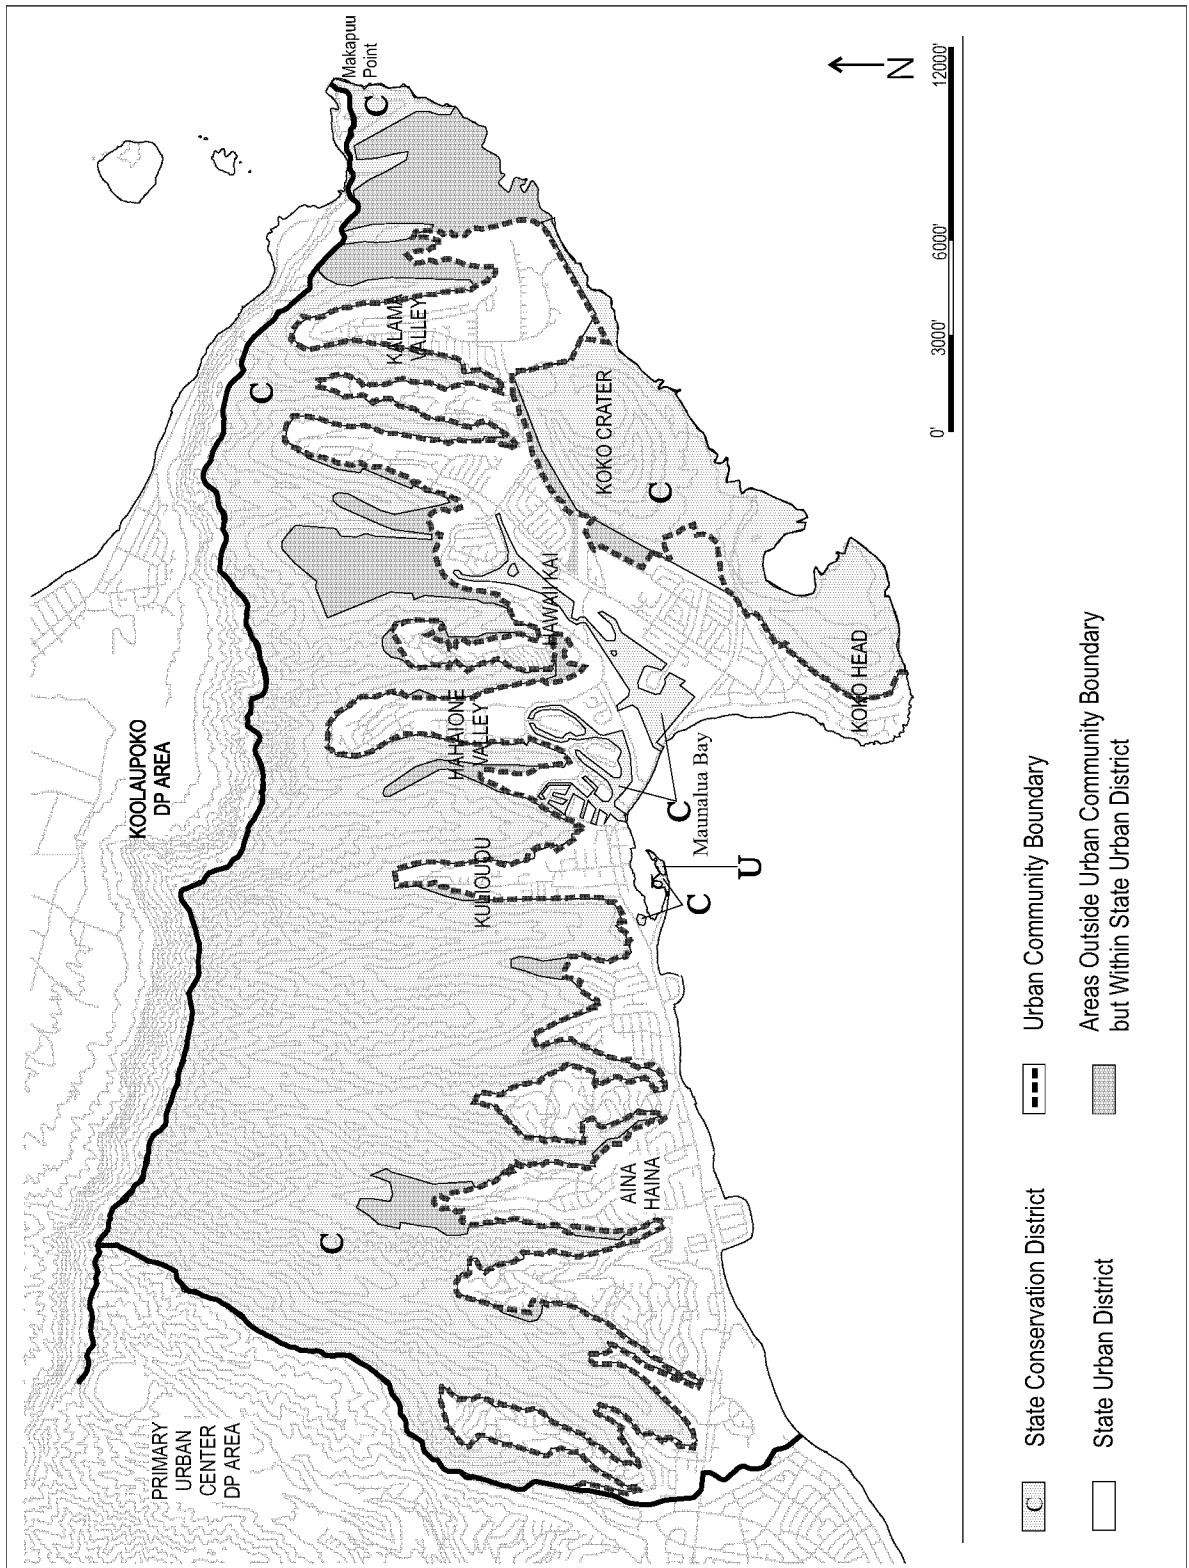 Makapuu
Point
C
C
KALAMA
VALLEY
KOKO CRATER
C
HAWAII KAI
KOKO HEAD
HAHAIONE
VALLEY
Maunalua Bay
C
KULIOUOU
U
C
KOOLAUPOKO
DP AREA
AINA
HAINA
C
PRIMARY
URBAN
CENTER
DP AREA
N
0'
3000'
6000'
12000'
C
State Conservation District
State Urban District
Urban Community Boundary
Areas Outside Urban Community Boundary
but Within State Urban District